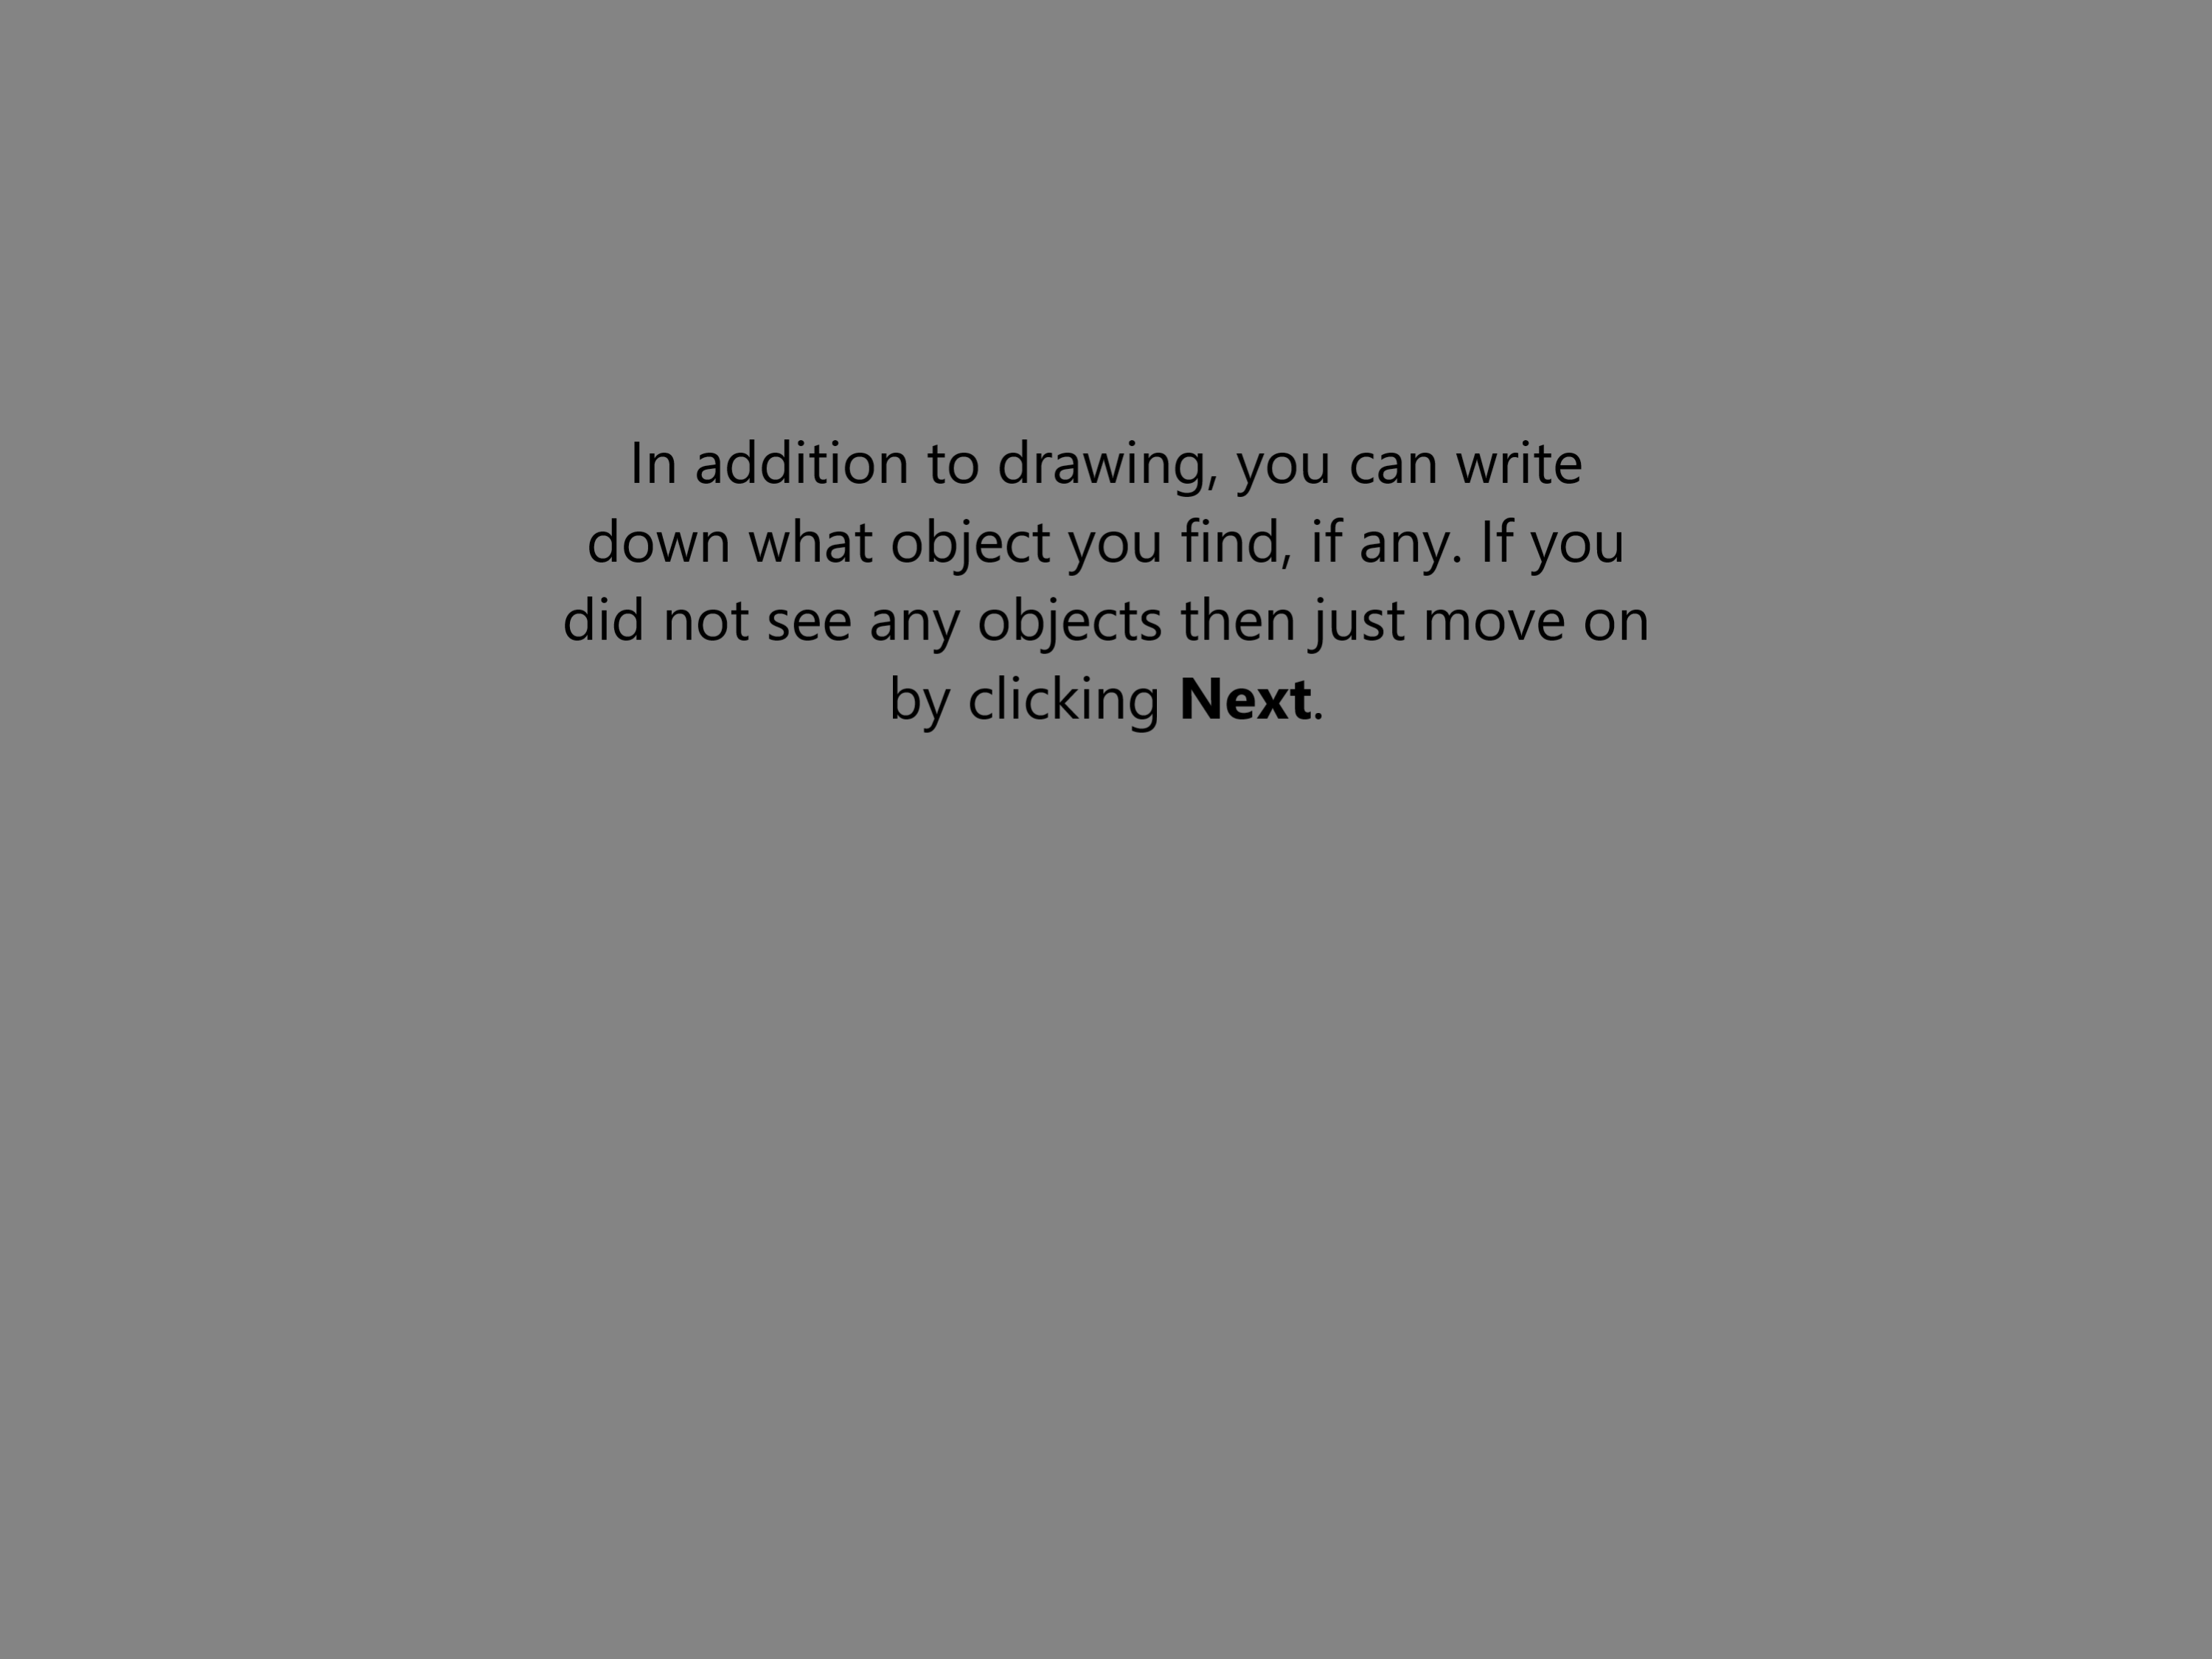 In addition to drawing, you can write
down what object you find, if any. If you
did not see any objects then just move on
by clicking Next.